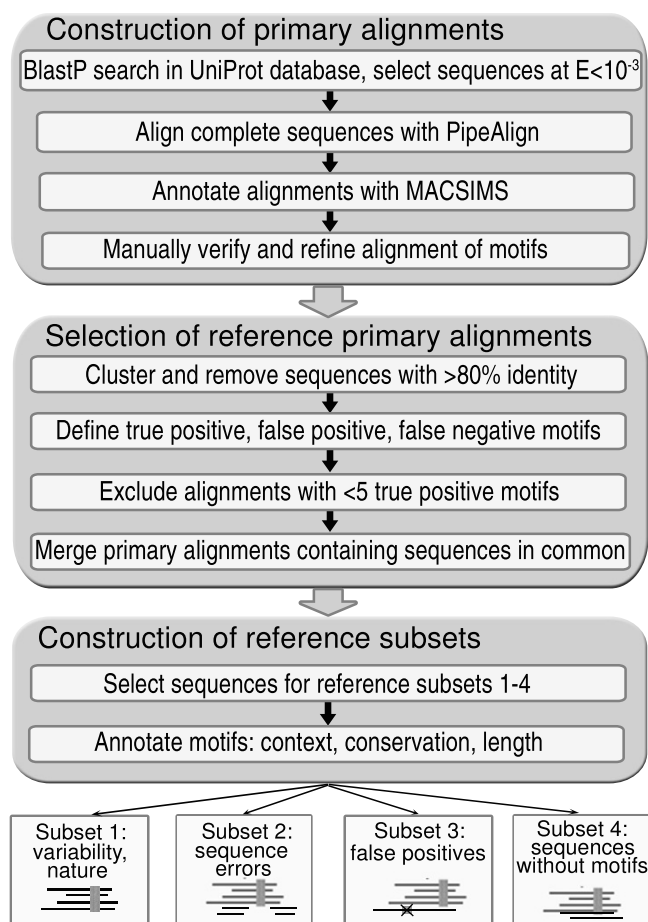 Construction of primary alignments
BlastP search in UniProt database, select sequences at E<10⁻³
Align complete sequences with PipeAlign
Annotate alignments with MACSIMS
Manually verify and refine alignment of motifs
Selection of reference primary alignments
Cluster and remove sequences with >80% identity
Define true positive, false positive, false negative motifs
Exclude alignments with <5 true positive motifs
Merge primary alignments containing sequences in common
Construction of reference subsets
Select sequences for reference subsets 1-4
Annotate motifs: context, conservation, length
Subset 1:
variability,
nature
Subset 2:
sequence
errors
Subset 3:
false positives
Subset 4:
sequences
without motifs